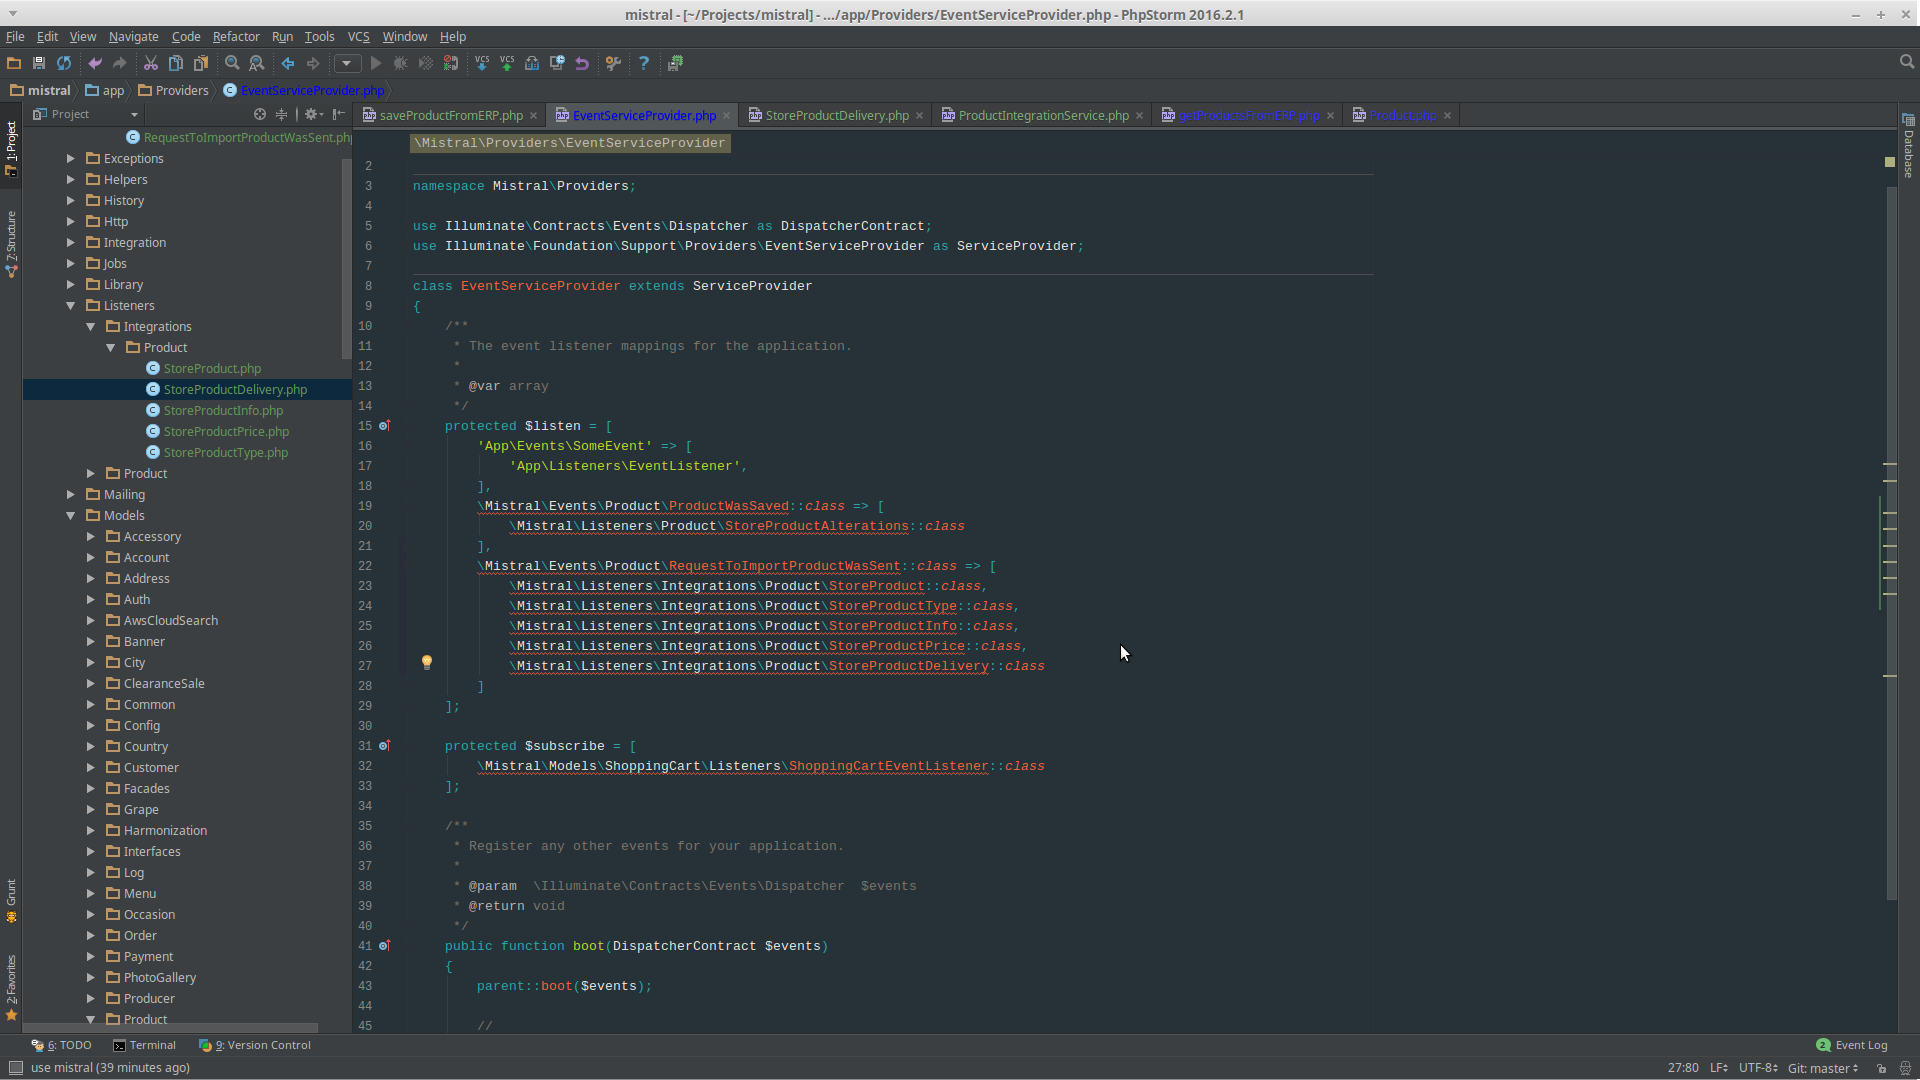 mistral - [~/Projects/mistral] - .../app/Providers/EventServiceProvider.php - PhpStorm 2016.2.1
File Edit View Navigate Code Refactor Run Tools VCS Window Help
VCS VCS
mistral app Providers EventServiceProvider.php
Project
saveProductFromERP.php EventServiceProvider.php StoreProductDelivery.php ProductIntegrationService.php getProductsFromERP.php Product.php
1: Project
7: Structure
Grunt
2: Favorites
Database
RequestToImportProductWasSent.php
Exceptions
Helpers
History
Http
Integration
Jobs
Library
Listeners
Integrations
Product
StoreProduct.php
StoreProductDelivery.php
StoreProductInfo.php
StoreProductPrice.php
StoreProductType.php
Product
Mailing
Models
Accessory
Account
Address
Auth
AwsCloudSearch
Banner
City
ClearanceSale
Common
Config
Country
Customer
Facades
Grape
Harmonization
Interfaces
Log
Menu
Occasion
Order
Payment
PhotoGallery
Producer
Product
\Mistral\Providers\EventServiceProvider
2
3 namespace Mistral\Providers;
4
5 use Illuminate\Contracts\Events\Dispatcher as DispatcherContract;
6 use Illuminate\Foundation\Support\Providers\EventServiceProvider as ServiceProvider;
7
8 class EventServiceProvider extends ServiceProvider
9 {
10 /**
11 * The event listener mappings for the application.
12 *
13 * @var array
14 */
15 protected $listen = [
16 'App\Events\SomeEvent' => [
17 'App\Listeners\EventListener',
18 ],
19 \Mistral\Events\Product\ProductWasSaved::class => [
20 \Mistral\Listeners\Product\StoreProductAlterations::class
21 ],
22 \Mistral\Events\Product\RequestToImportProductWasSent::class => [
23 \Mistral\Listeners\Integrations\Product\StoreProduct::class,
24 \Mistral\Listeners\Integrations\Product\StoreProductType::class,
25 \Mistral\Listeners\Integrations\Product\StoreProductInfo::class,
26 \Mistral\Listeners\Integrations\Product\StoreProductPrice::class,
27 \Mistral\Listeners\Integrations\Product\StoreProductDelivery::class
28 ]
29 ];
30
31 protected $subscribe = [
32 \Mistral\Models\ShoppingCart\Listeners\ShoppingCartEventListener::class
33 ];
34
35 /**
36 * Register any other events for your application.
37 *
38 * @param  \Illuminate\Contracts\Events\Dispatcher  $events
39 * @return void
40 */
41 public function boot(DispatcherContract $events)
42 {
43 parent::boot($events);
44
45 //
6: TODO Terminal 9: Version Control 2 Event Log
use mistral (39 minutes ago) 27:80 LF UTF-8 Git: master